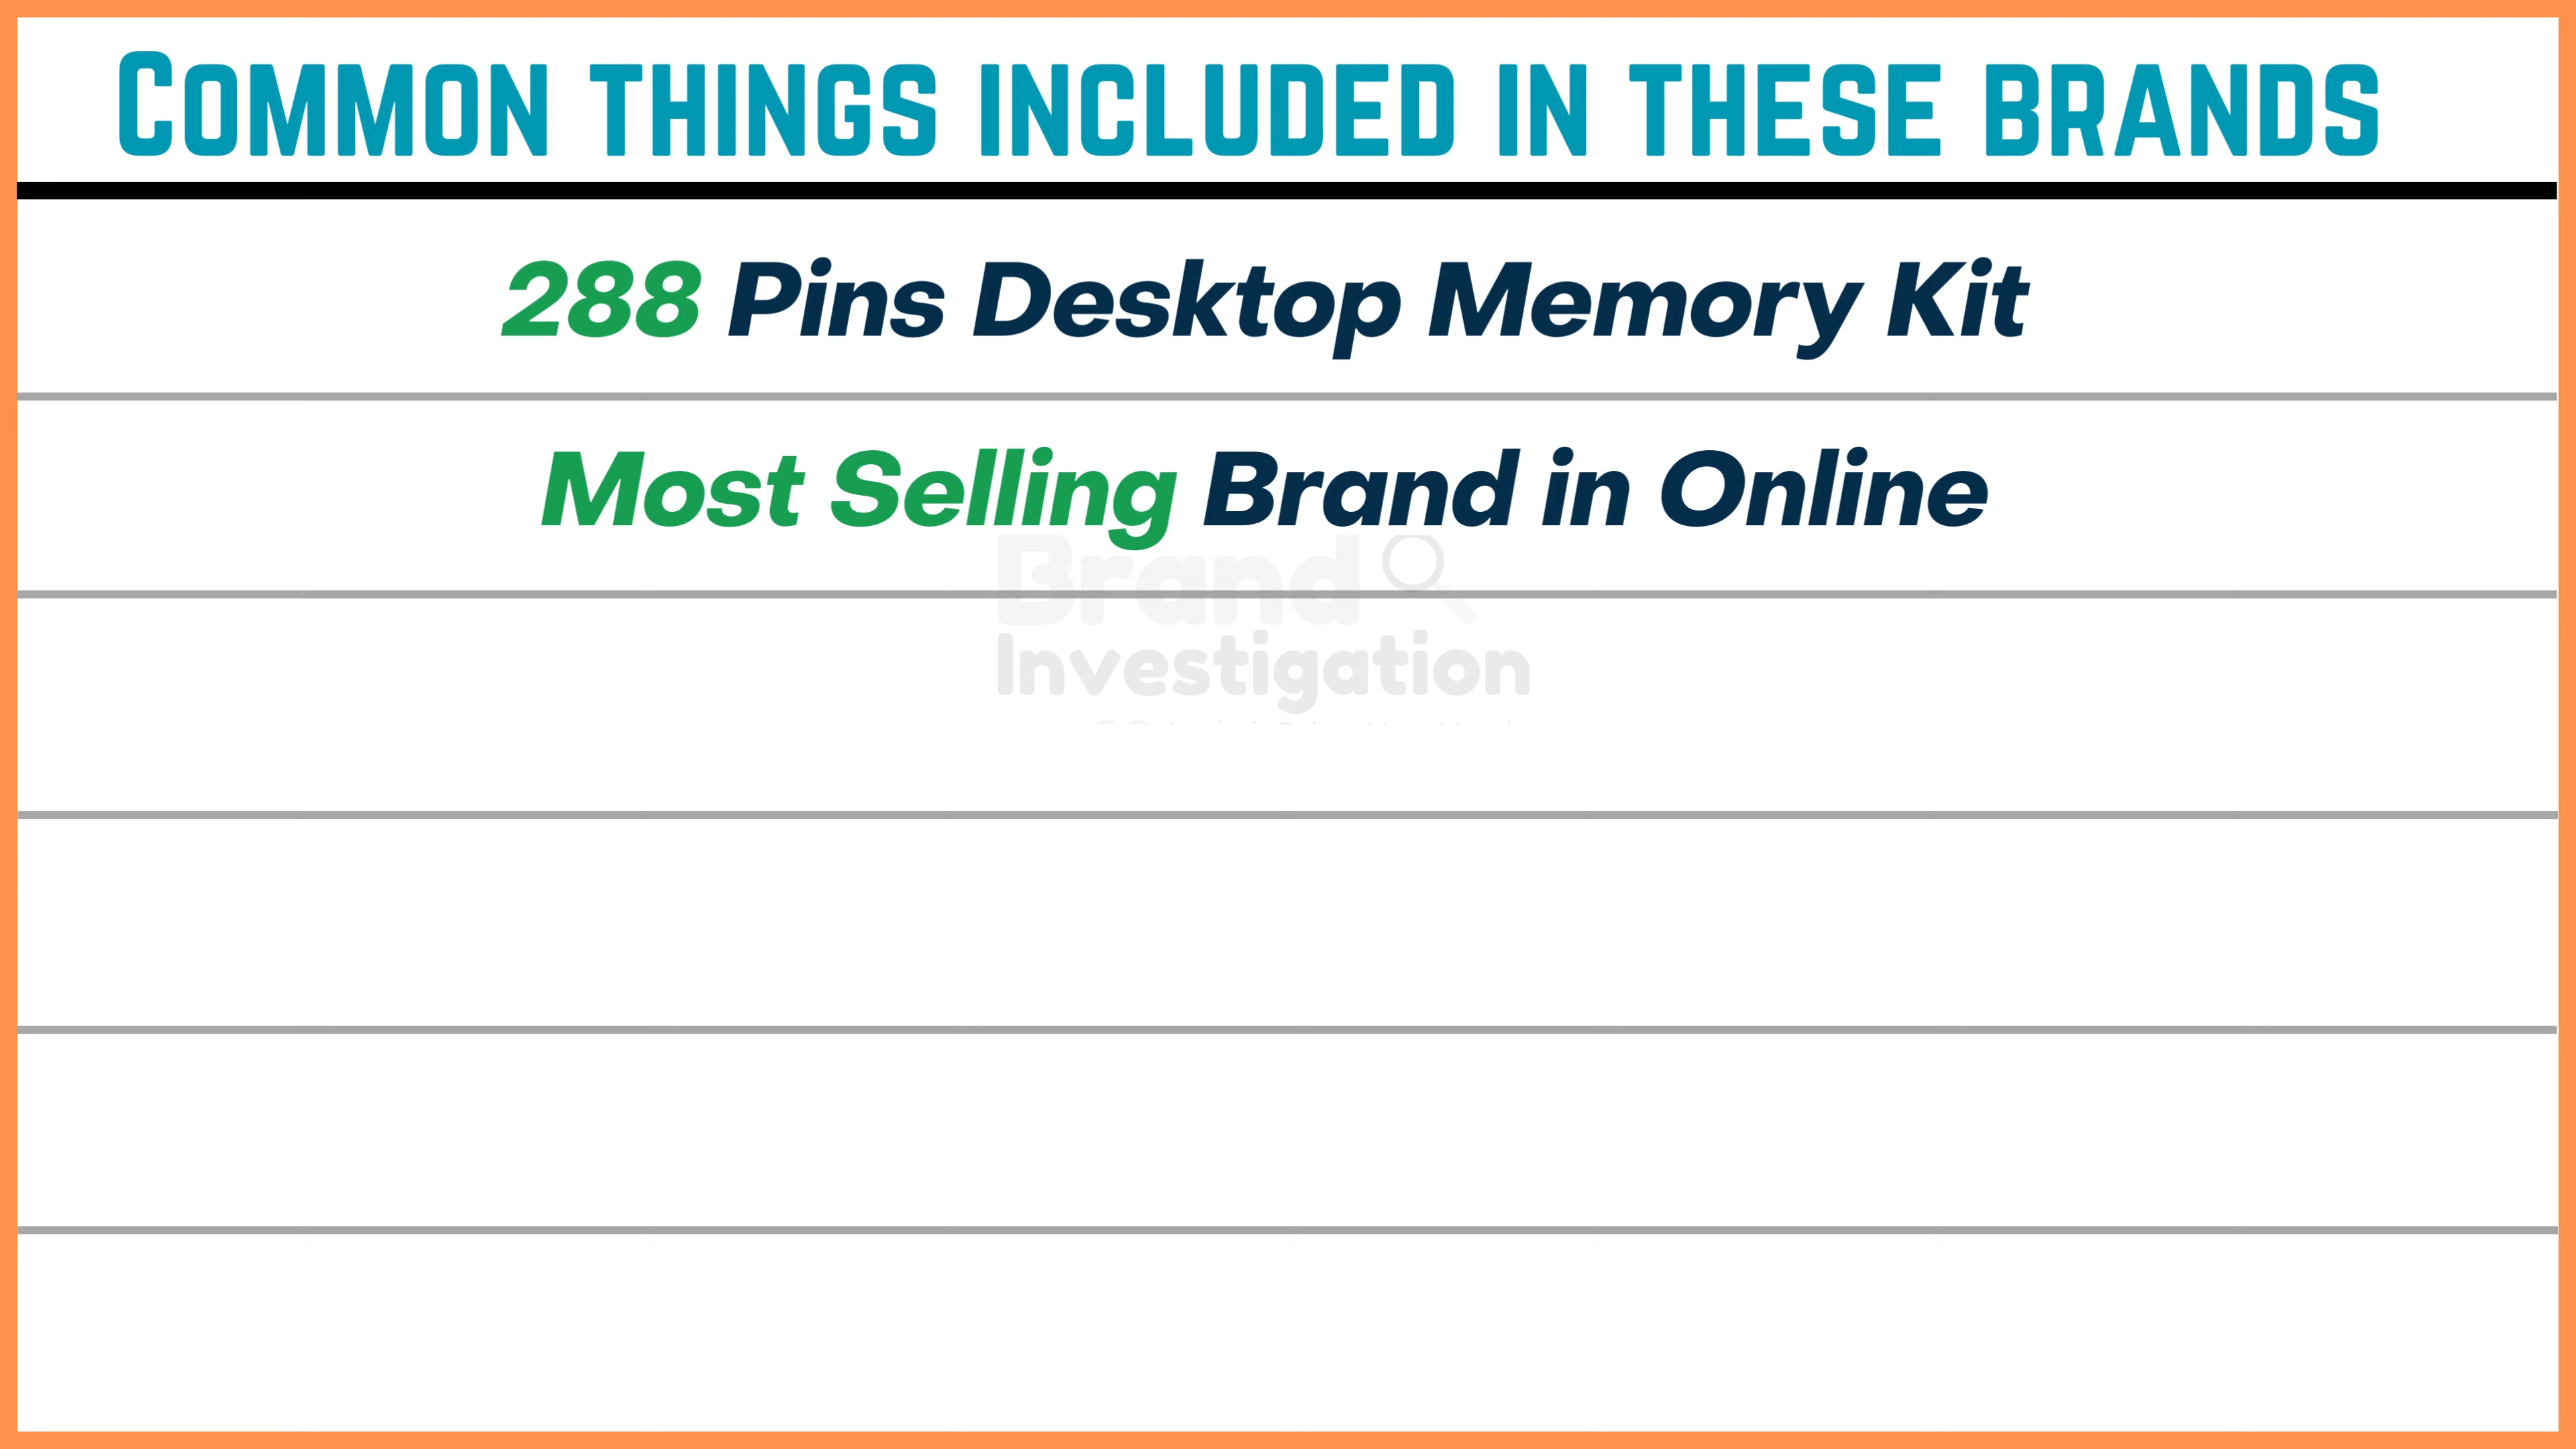 Common things included in these brands
288 Pins Desktop Memory Kit
Most Selling Brand in Online
Brand
Investigation